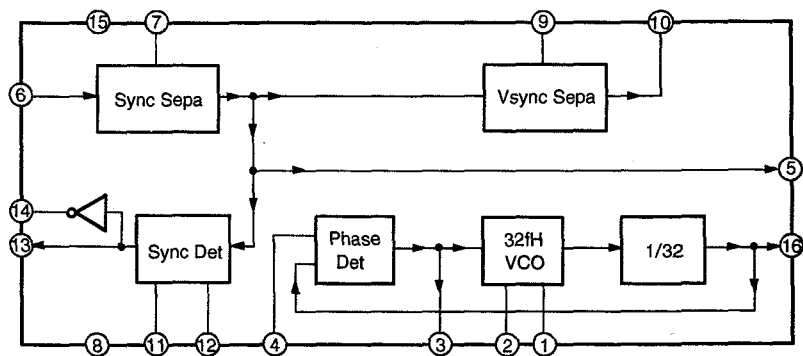 15 7 9 10
6 Sync Sepa Vsync Sepa
5
14
13 Sync Det Phase Det 32fH VCO 1/32 16
8 11 12 4 3 2 1